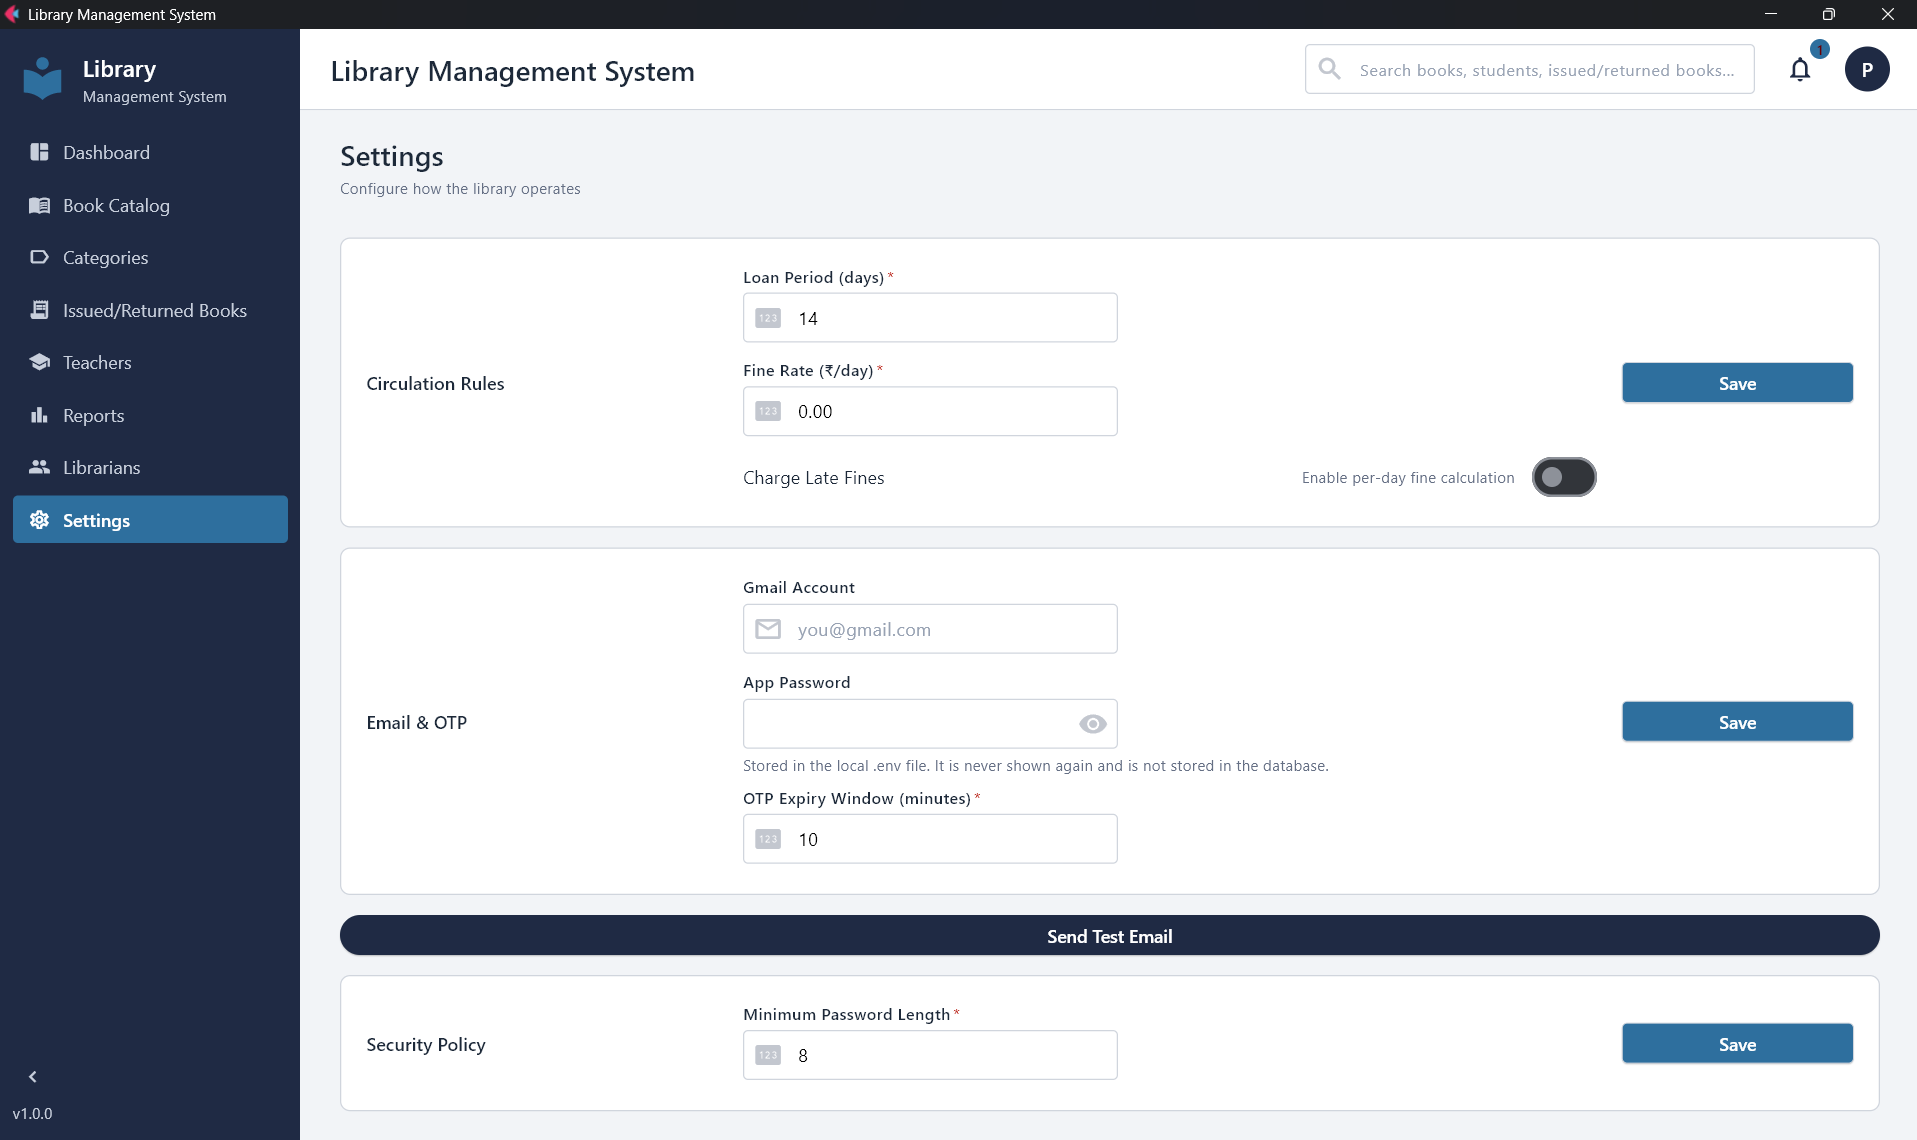 Library Management System
Library
Management System
Dashboard
Book Catalog
Categories
Issued/Returned Books
Teachers
Reports
Librarians
Settings
v1.0.0
Library Management System
Search books, students, issued/returned books...
1
P
Settings
Configure how the library operates
Circulation Rules
Loan Period (days) *
123 14
Fine Rate (₹/day) *
123 0.00
Charge Late Fines
Enable per-day fine calculation
Save
Email & OTP
Gmail Account
you@gmail.com
App Password
Stored in the local .env file. It is never shown again and is not stored in the database.
OTP Expiry Window (minutes) *
123 10
Save
Send Test Email
Security Policy
Minimum Password Length *
123 8
Save